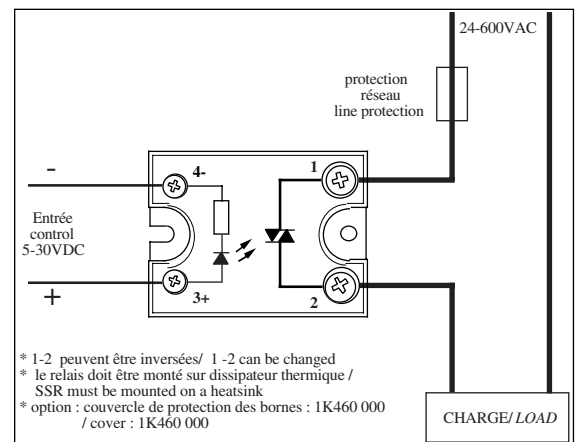 24-600VAC
protection
réseau
line protection
4-
1
-
Entrée
control
5-30VDC
+
3+
2
* 1-2 peuvent être inversées/ 1 -2 can be changed
* le relais doit être monté sur dissipateur thermique /
SSR must be mounted on a heatsink
* option : couvercle de protection des bornes : 1K460 000
/ cover : 1K460 000
CHARGE/ LOAD